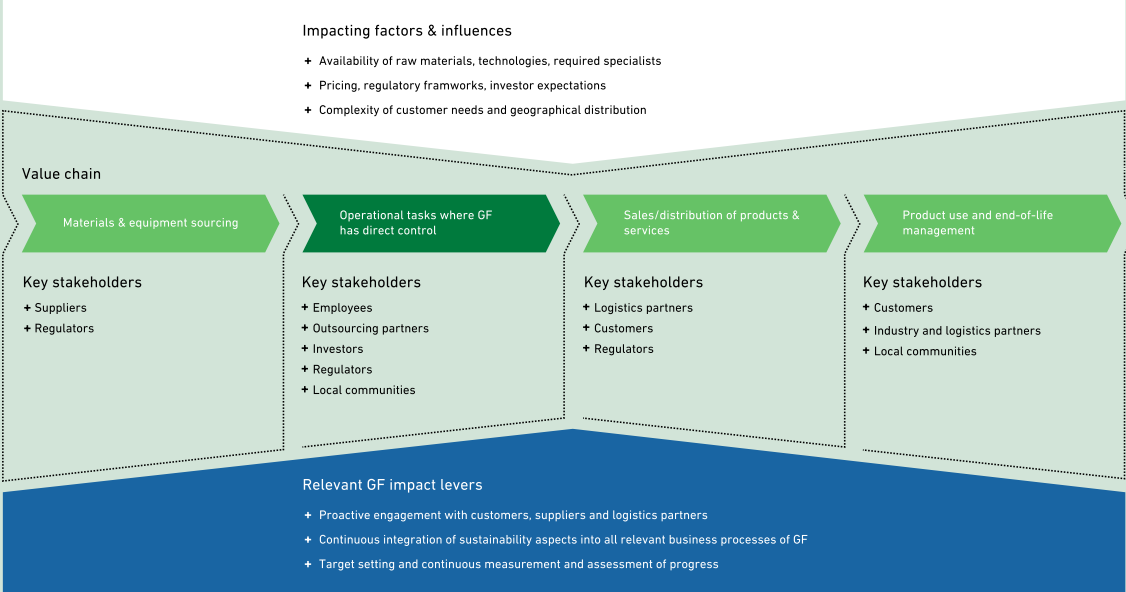 Impacting factors & influences
+ Availability of raw materials, technologies, required specialists
+ Pricing, regulatory framworks, investor expectations
+ Complexity of customer needs and geographical distribution
Value chain
Materials & equipment sourcing
Operational tasks where GF
has direct control
Sales/distribution of products &
services
Product use and end-of-life
management
Key stakeholders
+ Suppliers
+ Regulators
Key stakeholders
+ Employees
+ Outsourcing partners
+ Investors
+ Regulators
+ Local communities
Key stakeholders
+ Logistics partners
+ Customers
+ Regulators
Key stakeholders
+ Customers
+ Industry and logistics partners
+ Local communities
Relevant GF impact levers
+ Proactive engagement with customers, suppliers and logistics partners
+ Continuous integration of sustainability aspects into all relevant business processes of GF
+ Target setting and continuous measurement and assessment of progress